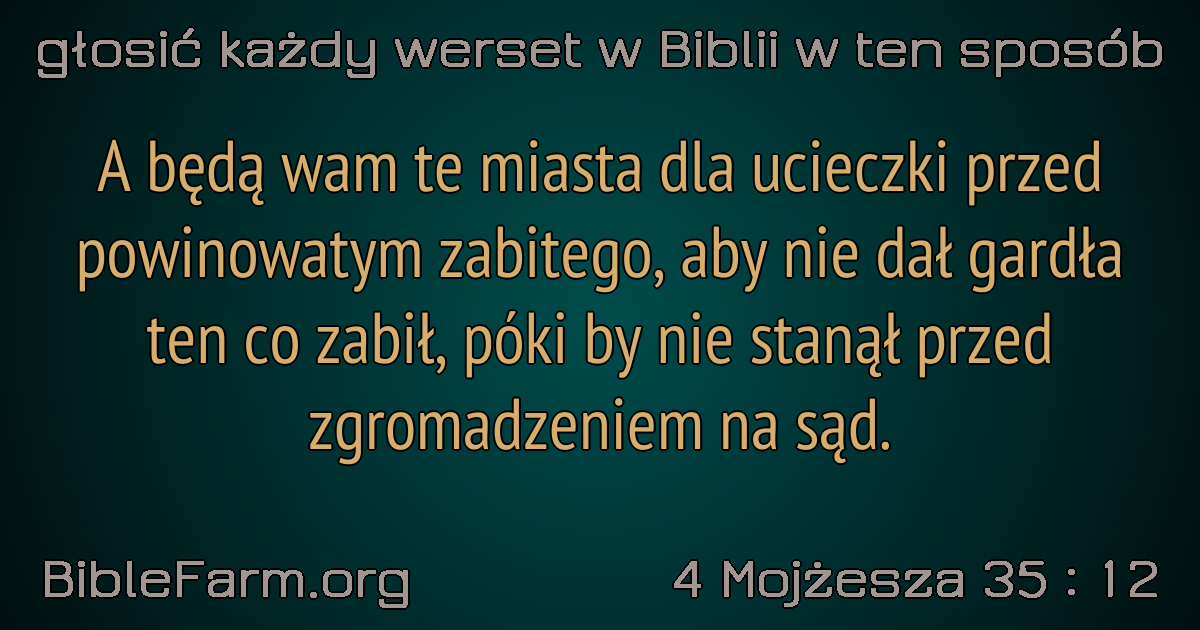 głosić każdy werset w Biblii w ten sposób
A będą wam te miasta dla ucieczki przed
powinowatym zabitego, aby nie dał gardła
ten co zabił, póki by nie stanął przed
zgromadzeniem na sąd.
BibleFarm.org
4 Mojżesza 35 : 12